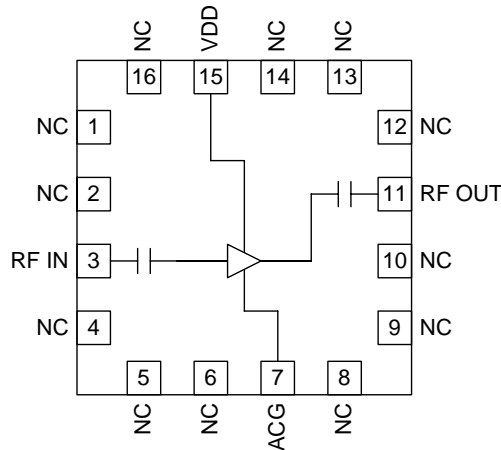 NC
VDD
NC
NC
16
15
14
13
NC 1
12 NC
NC 2
11 RF OUT
RF IN 3
10 NC
NC 4
9 NC
5
6
7
8
NC
NC
ACG
NC